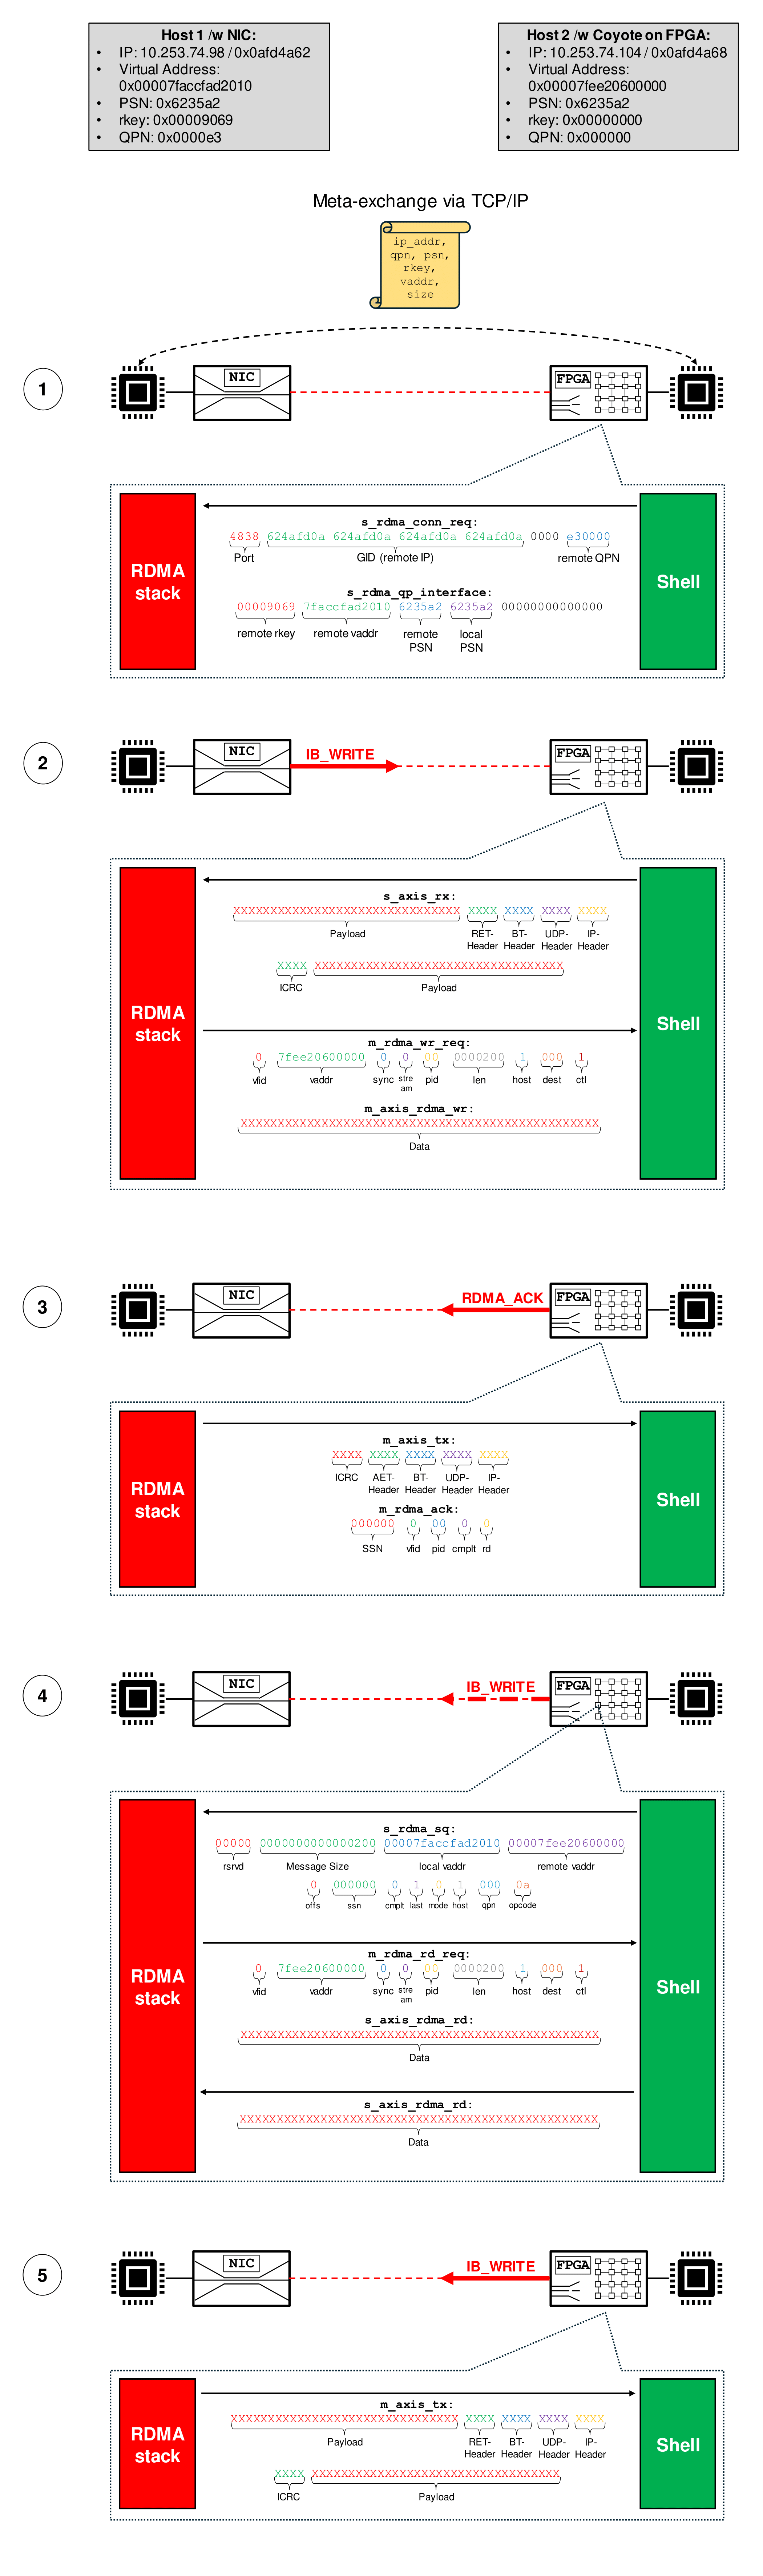 Host 1 /w NIC:
• IP: 10.253.74.98 / 0x0afd4a62
• Virtual Address:
0x00007faccfad2010
• PSN: 0x6235a2
• rkey: 0x00009069
• QPN: 0x0000e3
Host 2 /w Coyote on FPGA:
• IP: 10.253.74.104 / 0x0afd4a68
• Virtual Address:
0x00007fee20600000
• PSN: 0x6235a2
• rkey: 0x00000000
• QPN: 0x000000
Meta-exchange via TCP/IP
ip_addr,
qpn, psn,
rkey,
vaddr,
size
1
NIC
FPGA
RDMA
stack
s_rdma_conn_req:
4838 624afd0a 624afd0a 624afd0a 624afd0a 0000 e30000
Port GID (remote IP) remote QPN
s_rdma_qp_interface:
00009069 7faccfad2010 6235a2 6235a2 00000000000000
remote rkey remote vaddr remote
PSN local
PSN
Shell
2
NIC
IB_WRITE
FPGA
RDMA
stack
s_axis_rx:
XXXXXXXXXXXXXXXXXXXXXXXXXXXXXXX XXXX XXXX XXXX XXXX
Payload RET-
Header BT-
Header UDP-
Header IP-
Header
XXXX XXXXXXXXXXXXXXXXXXXXXXXXXXXXXXXXXX
ICRC Payload
m_rdma_wr_req:
0 7fee20600000 0 0 00 0000200 1 000 1
vfid vaddr sync stre
am pid len host dest ctl
m_axis_rdma_wr:
XXXXXXXXXXXXXXXXXXXXXXXXXXXXXXXXXXXXXXXXXXXXXXXXX
Data
Shell
3
NIC
RDMA_ACK
FPGA
RDMA
stack
m_axis_tx:
XXXX XXXX XXXX XXXX XXXX
ICRC AET-
Header BT-
Header UDP-
Header IP-
Header
m_rdma_ack:
000000 0 00 0 0
SSN vfid pid cmplt rd
Shell
4
NIC
IB_WRITE
FPGA
RDMA
stack
s_rdma_sq:
00000 0000000000000200 00007faccfad2010 00007fee20600000
rsrvd Message Size local vaddr remote vaddr
0 000000 0 1 0 1 000 0a
offs ssn cmplt last mode host qpn opcode
m_rdma_rd_req:
0 7fee20600000 0 0 00 0000200 1 000 1
vfid vaddr sync stre
am pid len host dest ctl
s_axis_rdma_rd:
XXXXXXXXXXXXXXXXXXXXXXXXXXXXXXXXXXXXXXXXXXXXXXXXX
Data
s_axis_rdma_rd:
XXXXXXXXXXXXXXXXXXXXXXXXXXXXXXXXXXXXXXXXXXXXXXXXX
Data
Shell
5
NIC
IB_WRITE
FPGA
RDMA
stack
m_axis_tx:
XXXXXXXXXXXXXXXXXXXXXXXXXXXXXXX XXXX XXXX XXXX XXXX
Payload RET-
Header BT-
Header UDP-
Header IP-
Header
XXXX XXXXXXXXXXXXXXXXXXXXXXXXXXXXXXXXXX
ICRC Payload
Shell